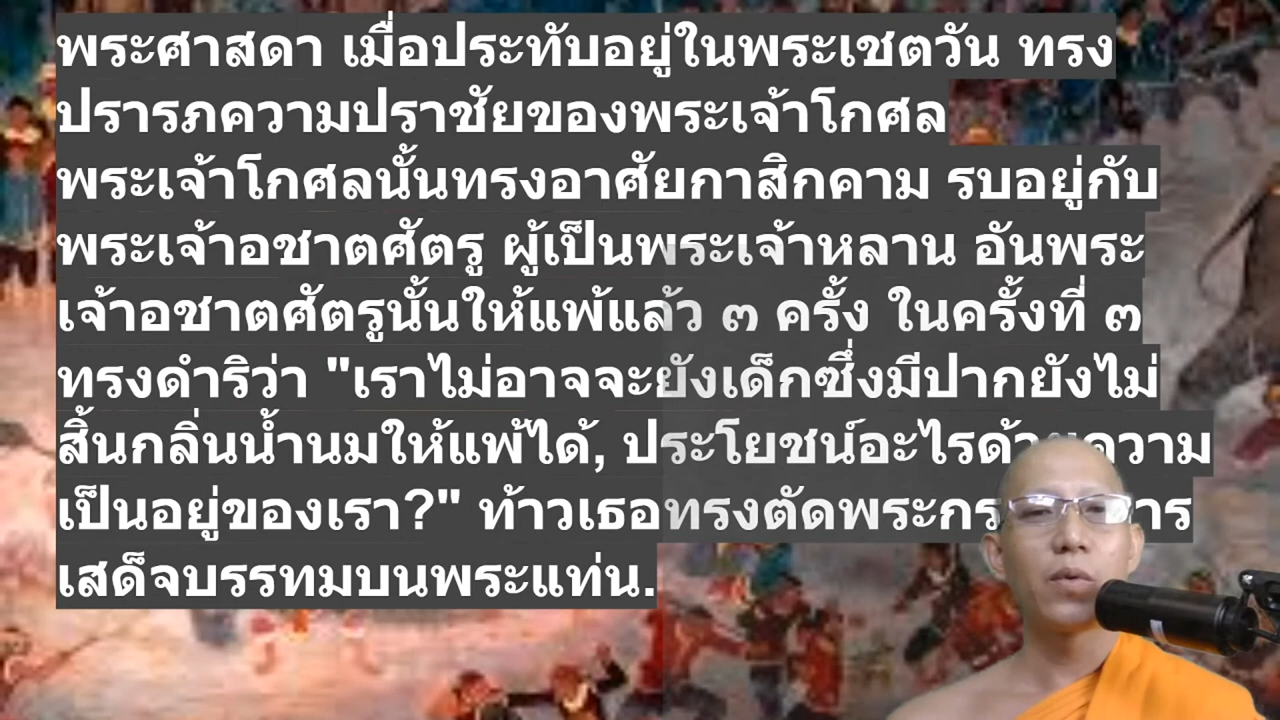 พระศาสดา เมื่อประทับอยู่ในพระเชตวัน ทรง
ปรารภความปราชัยของพระเจ้าโกศล
พระเจ้าโกศลนั้นทรงอาศัยกาสิกคาม รบอยู่กับ
พระเจ้าอชาตศัตรู ผู้เป็นพระเจ้าหลาน อันพระ
เจ้าอชาตศัตรูนั้นให้แพ้แล้ว ๓ ครั้ง ในครั้งที่ ๓
ทรงดำริว่า "เราไม่อาจจะยังเด็กซึ่งมีปากยังไม่
สิ้นกลิ่นน้ำนมให้แพ้ได้, ประโยชน์อะไรด้วยความ
เป็นอยู่ของเรา?" ท้าวเธอทรงตัด
เสด็จบรรทมบนพระแท่น.